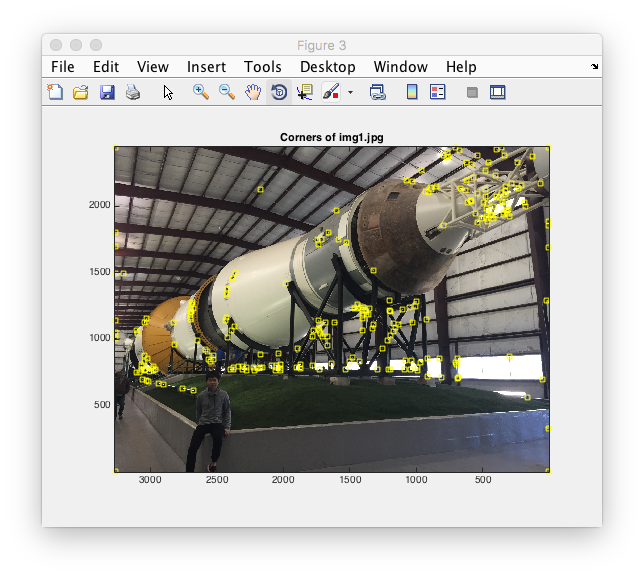 Figure 3
File Edit View Insert Tools Desktop Window Help
Corners of img1.jpg
2000
1500
1000
500
3000 2500 2000 1500 1000 500